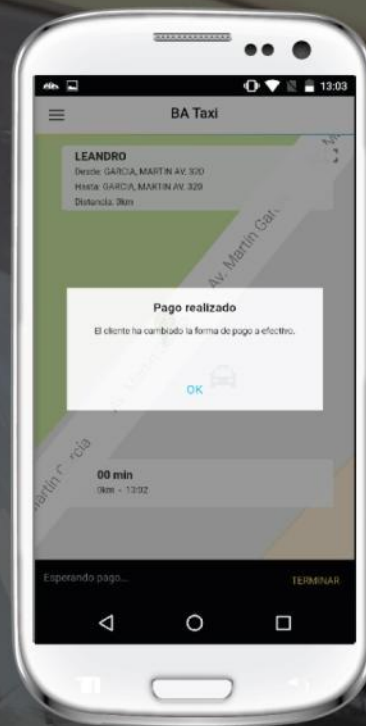 13:03
BA Taxi
LEANDRO
Desde: GARCIA, MARTIN AV. 320
Hasta: GARCIA, MARTIN AV. 320
Distancia: 0km
Av. Martin Gar
Pago realizado
El cliente ha cambiado la forma de pago a efectivo.
OK
artin Garcia
00 min
0km - 13:02
Esperando pago...
TERMINAR